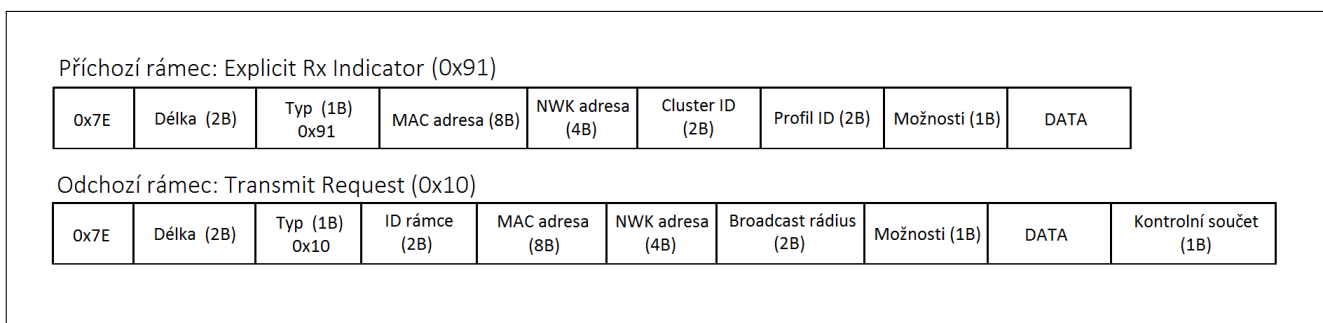 Příchozí rámec: Explicit Rx Indicator (0x91)
0x7E
Délka (2B)
Typ (1B)
0x91
MAC adresa (8B)
NWK adresa
(4B)
Cluster ID
(2B)
Profil ID (2B)
Možnosti (1B)
DATA
Odchozí rámec: Transmit Request (0x10)
0x7E
Délka (2B)
Typ (1B)
0x10
ID rámce
(2B)
MAC adresa
(8B)
NWK adresa
(4B)
Broadcast rádius
(2B)
Možnosti (1B)
DATA
Kontrolní součet
(1B)